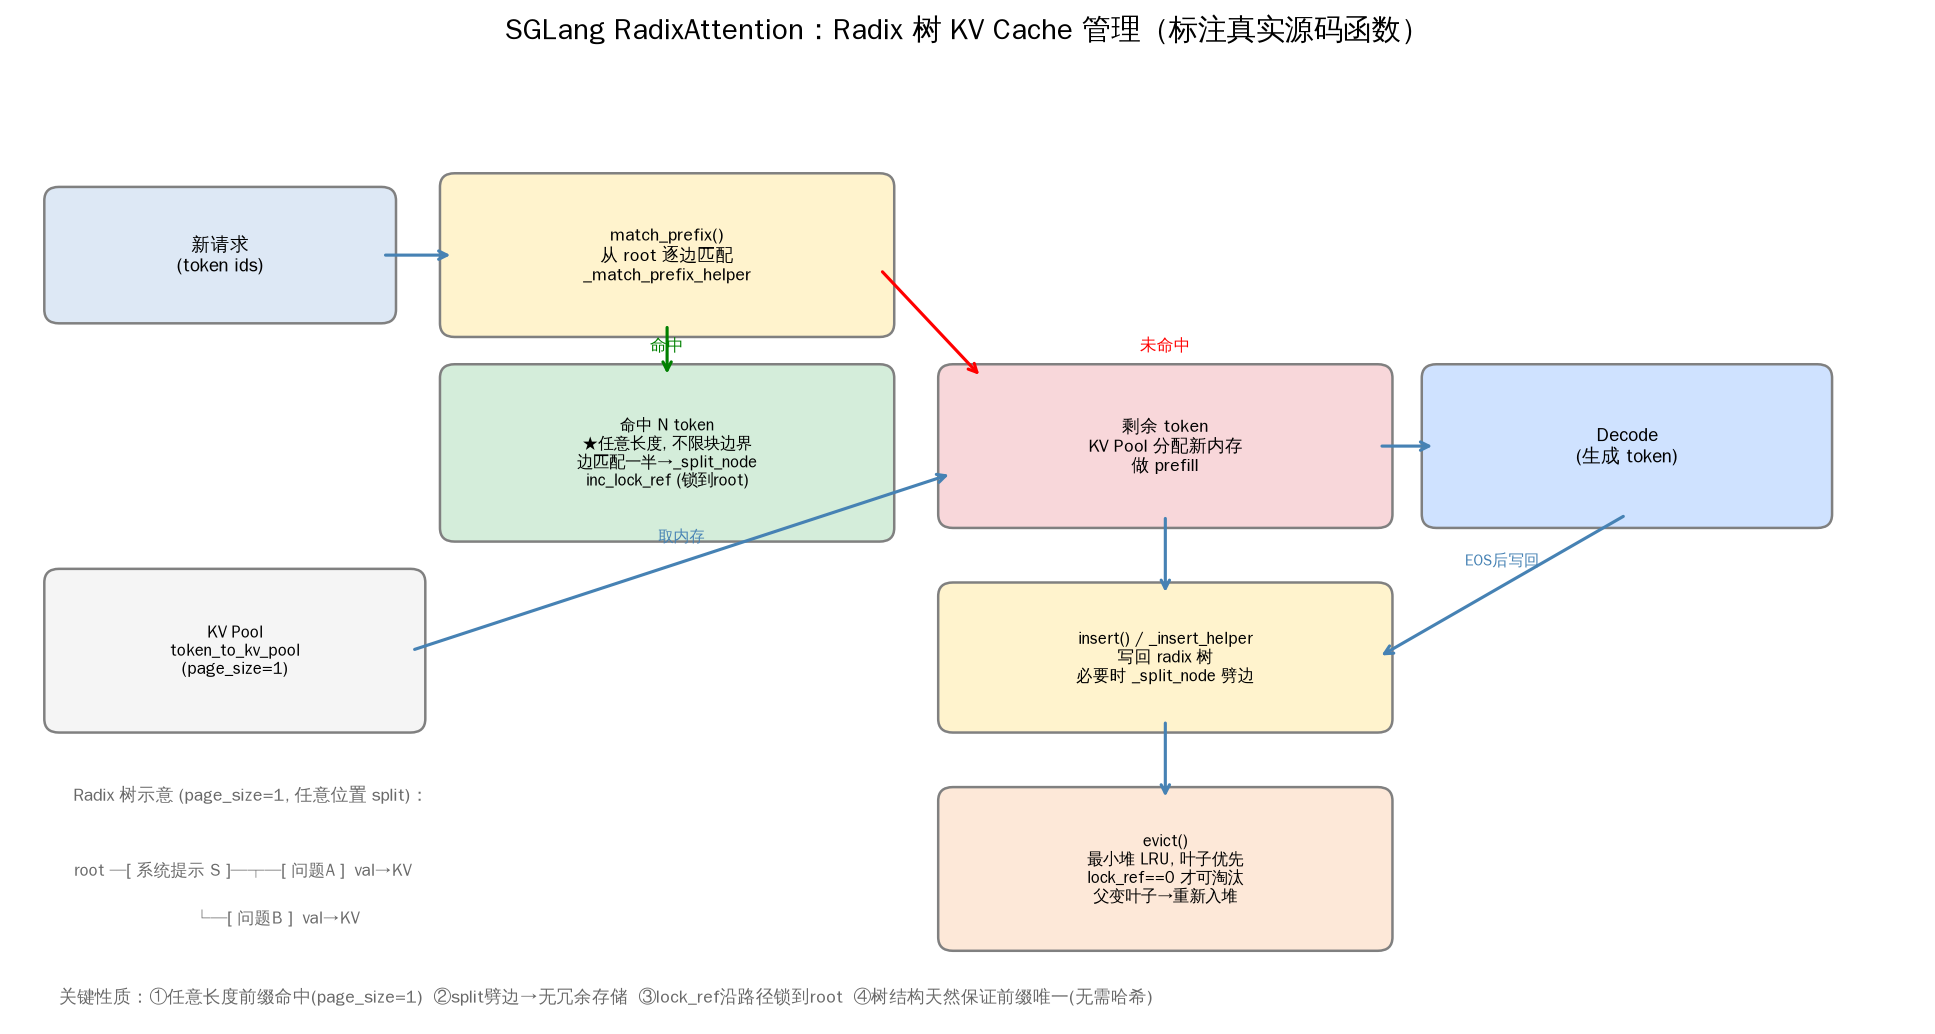 SGLang RadixAttention：Radix 树 KV Cache 管理（标注真实源码函数）
新请求
(token ids)
match_prefix()
从 root 逐边匹配
_match_prefix_helper
命中
未命中
命中 N token
★任意长度, 不限块边界
边匹配一半→_split_node
inc_lock_ref (锁到root)
剩余 token
KV Pool 分配新内存
做 prefill
Decode
(生成 token)
取内存
EOS后写回
KV Pool
token_to_kv_pool
(page_size=1)
insert() / _insert_helper
写回 radix 树
必要时 _split_node 劈边
evict()
最小堆 LRU, 叶子优先
lock_ref==0 才可淘汰
父变叶子→重新入堆
Radix 树示意 (page_size=1, 任意位置 split)：
root ─[ 系统提示 S ]─┬─[ 问题A ]  val→KV
└─[ 问题B ]  val→KV
关键性质：①任意长度前缀命中(page_size=1)  ②split劈边→无冗余存储  ③lock_ref沿路径锁到root  ④树结构天然保证前缀唯一(无需哈希)